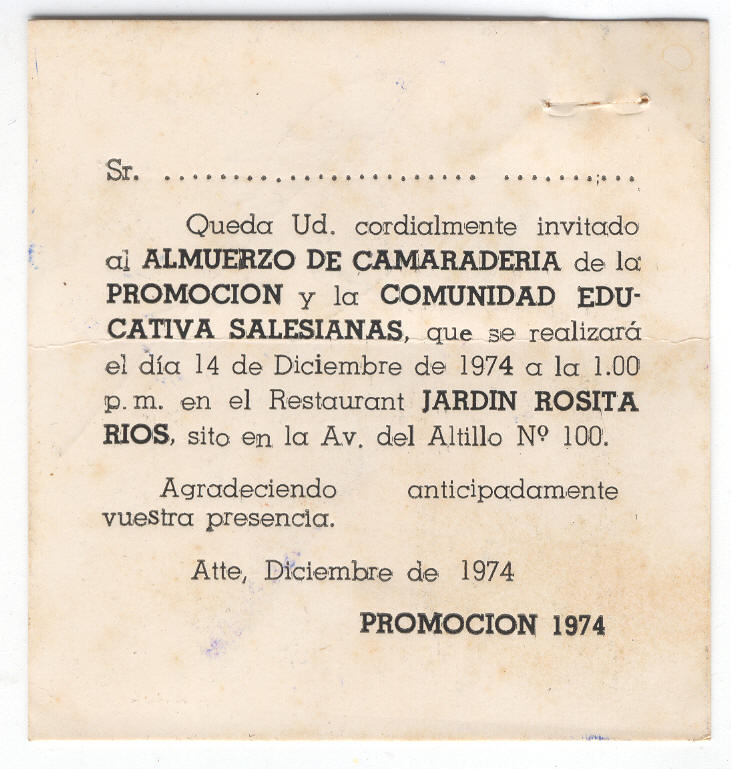 Sr. ....................... ..........
Queda Ud. cordialmente invitado
al ALMUERZO DE CAMARADERIA de la
PROMOCION y la COMUNIDAD EDU-
CATIVA SALESIANAS, que se realizará
el día 14 de Diciembre de 1974 a la 1.00
p.m. en el Restaurant JARDIN ROSITA
RIOS, sito en la Av. del Altillo Nº 100.
Agradeciendo anticipadamente
vuestra presencia.
Atte, Diciembre de 1974
PROMOCION 1974